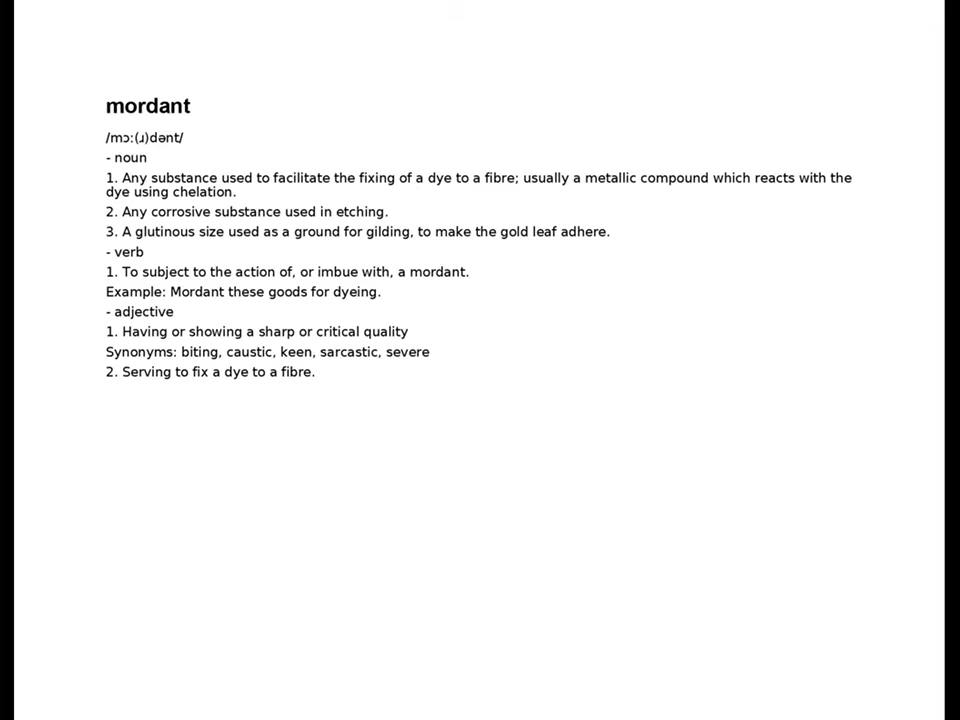 mordant
/mɔː(ɹ)dənt/
- noun
1. Any substance used to facilitate the fixing of a dye to a fibre; usually a metallic compound which reacts with the
dye using chelation.
2. Any corrosive substance used in etching.
3. A glutinous size used as a ground for gilding, to make the gold leaf adhere.
- verb
1. To subject to the action of, or imbue with, a mordant.
Example: Mordant these goods for dyeing.
- adjective
1. Having or showing a sharp or critical quality
Synonyms: biting, caustic, keen, sarcastic, severe
2. Serving to fix a dye to a fibre.